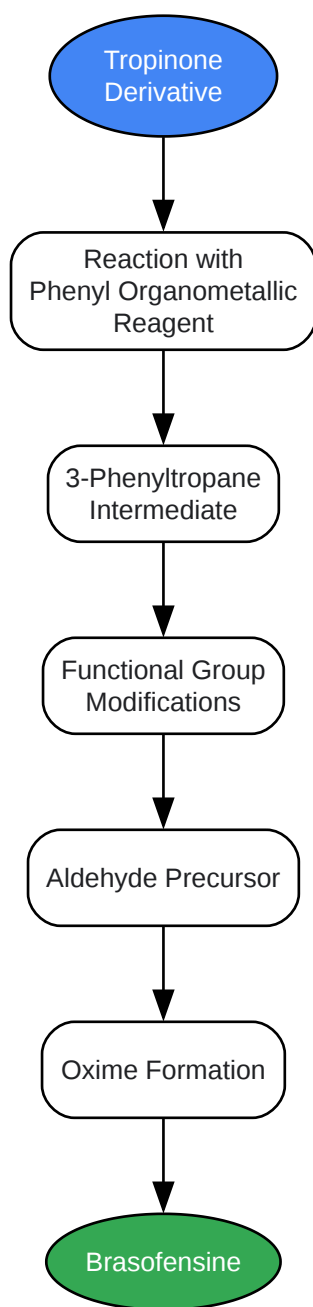 Tropinone
Derivative
Reaction with
Phenyl Organometallic
Reagent
3-Phenyltropane
Intermediate
Functional Group
Modifications
Aldehyde Precursor
Oxime Formation
Brasofensine